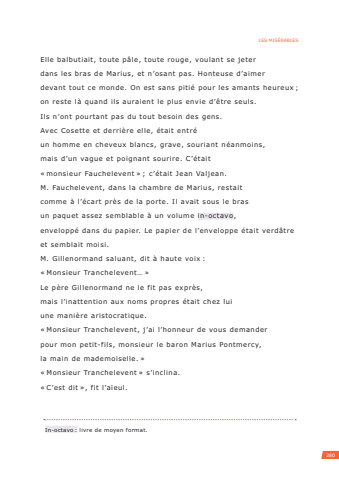 LES MISÉRABLES
Elle balbutiait, toute pâle, toute rouge, voulant se jeter
dans les bras de Marius, et n'osant pas. Honteuse d'aimer
devant tout ce monde. On est sans pitié pour les amants heureux ;
on reste là quand ils auraient le plus envie d'être seuls.
Ils n'ont pourtant pas du tout besoin des gens.
Avec Cosette et derrière elle, était entré
un homme en cheveux blancs, grave, souriant néanmoins,
mais d'un vague et poignant sourire. C'était
« monsieur Fauchelevent » ; c'était Jean Valjean.
M. Fauchelevent, dans la chambre de Marius, restait
comme à l'écart près de la porte. Il avait sous le bras
un paquet assez semblable à un volume in-octavo,
enveloppé dans du papier. Le papier de l'enveloppe était verdâtre
et semblait moisi.
M. Gillenormand saluant, dit à haute voix :
« Monsieur Tranchelevent… »
Le père Gillenormand ne le fit pas exprès,
mais l'inattention aux noms propres était chez lui
une manière aristocratique.
« Monsieur Tranchelevent, j'ai l'honneur de vous demander
pour mon petit-fils, monsieur le baron Marius Pontmercy,
la main de mademoiselle. »
« Monsieur Tranchelevent » s'inclina.
« C'est dit », fit l'aïeul.
In-octavo : livre de moyen format.